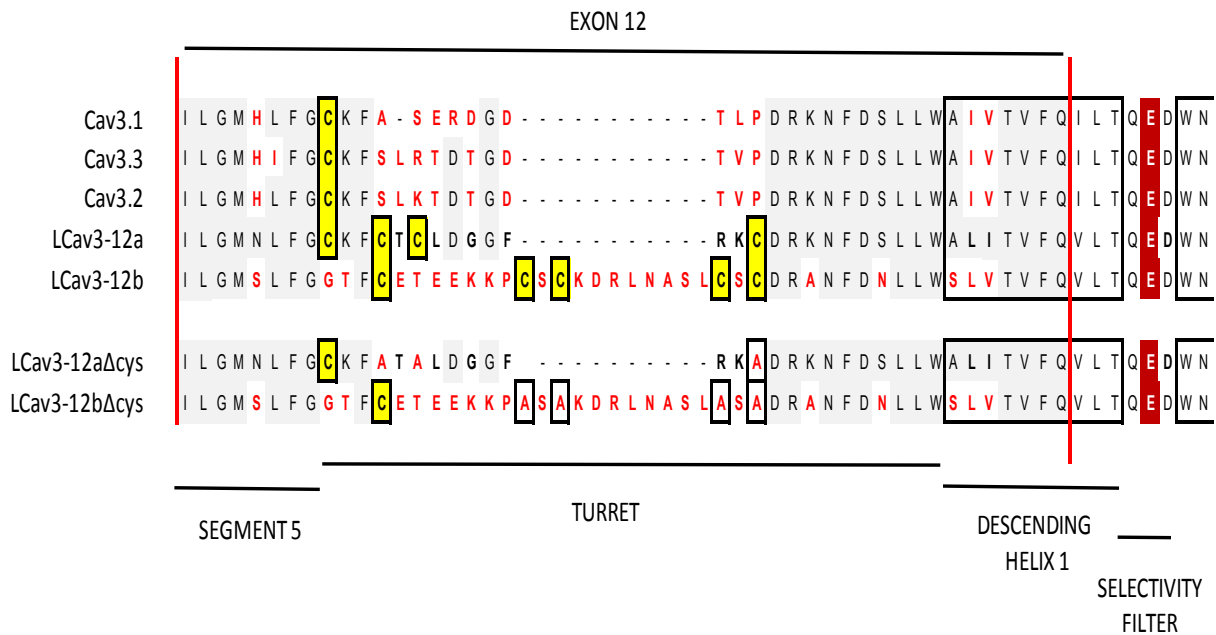 EXON 12
Cav3.1 I L G M H L F G C K F A - S E R D G D - - - - - - - - - - - T L P D R K N F D S L L W A I V T V F Q I L T Q E D W N
Cav3.3 I L G M H I F G C K F S L R T D T G D - - - - - - - - - - - T V P D R K N F D S L L W A I V T V F Q I L T Q E D W N
Cav3.2 I L G M H L F G C K F S L K T D T G D - - - - - - - - - - - T V P D R K N F D S L L W A I V T V F Q I L T Q E D W N
LCav3-12a I L G M N L F G C K F C T C L D G G F - - - - - - - - - - - R K C D R K N F D S L L W A L I T V F Q V L T Q E D W N
LCav3-12b I L G M S L F G G T F C E T E E K K P C S C K D R L N A S L C S C D R A N F D N L L W S L V T V F Q V L T Q E D W N
LCav3-12aΔcys I L G M N L F G C K F A T A L D G G F - - - - - - - - - - - R K A D R K N F D S L L W A L I T V F Q V L T Q E D W N
LCav3-12bΔcys I L G M S L F G G T F C E T E E K K P A S A K D R L N A S L A S A D R A N F D N L L W S L V T V F Q V L T Q E D W N
SEGMENT 5
TURRET
DESCENDING
HELIX 1
SELECTIVITY
FILTER